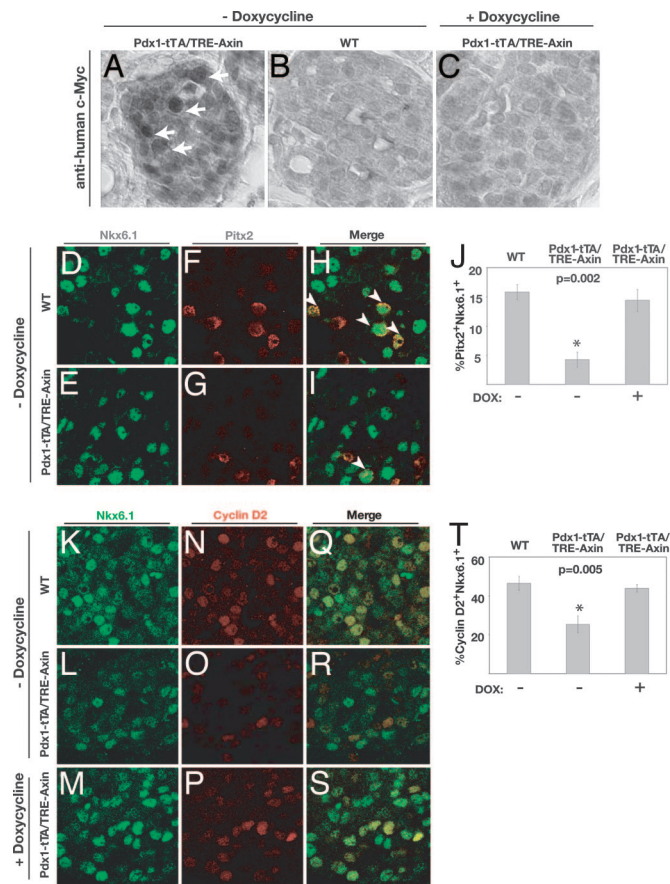 - Doxycycline
+ Doxycycline
Pdx1-tTA/TRE-Axin
WT
Pdx1-tTA/TRE-Axin
anti-human c-Myc
A
B
C
Nkx6.1
Pitx2
Merge
- Doxycycline
WT
D
F
H
Pdx1-tTA/TRE-Axin
E
G
I
J
WT
Pdx1-tTA/
TRE-Axin
Pdx1-tTA/
TRE-Axin
p=0.002
%Pitx2+Nkx6.1+
20
15
10
5
*
DOX: - - +
Nkx6.1
Cyclin D2
Merge
- Doxycycline
WT
K
N
Q
Pdx1-tTA/TRE-Axin
L
O
R
+ Doxycycline
Pdx1-tTA/TRE-Axin
M
P
S
T
WT
Pdx1-tTA/
TRE-Axin
Pdx1-tTA/
TRE-Axin
p=0.005
%Cyclin D2+Nkx6.1+
60
40
20
*
DOX: - - +